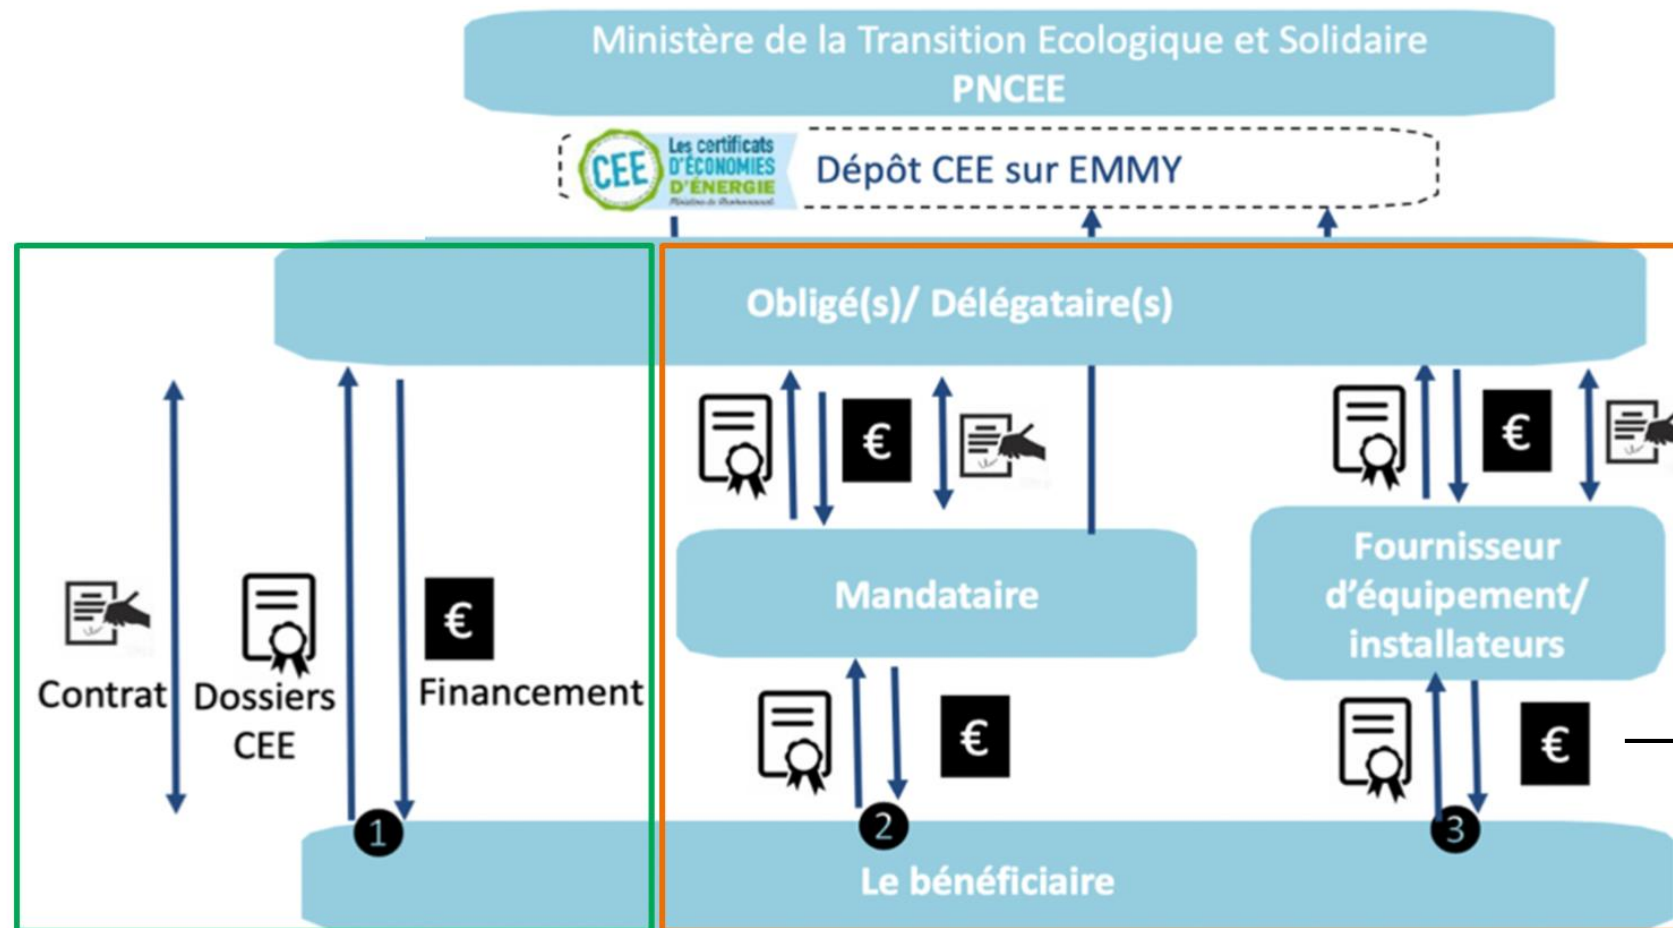 Ministère de la Transition Ecologique et Solidaire
PNCEE
CEE
Les certificats
D'ÉCONOMIES
D'ÉNERGIE
Dépôt CEE sur EMMY
Obligé(s)/ Délégataire(s)
€
€
Mandataire
Fournisseur
d'équipement/
installateurs
€
Contrat
Dossiers
CEE
Financement
€
€
1
2
3
Le bénéficiaire